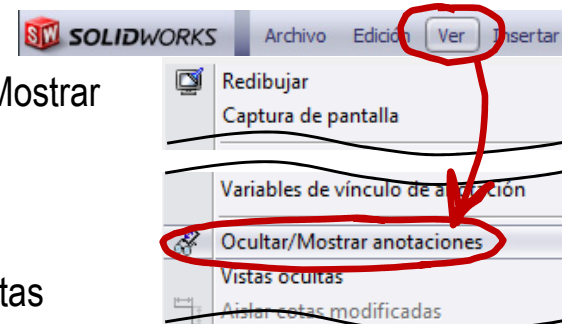 SOLIDWORKS Archivo Edición Ver Insertar
Mostrar
Redibujar
Captura de pantalla
Variables de vínculo de anotación
Ocultar/Mostrar anotaciones
Vistas ocultas
tas
Aislar cotas modificadas